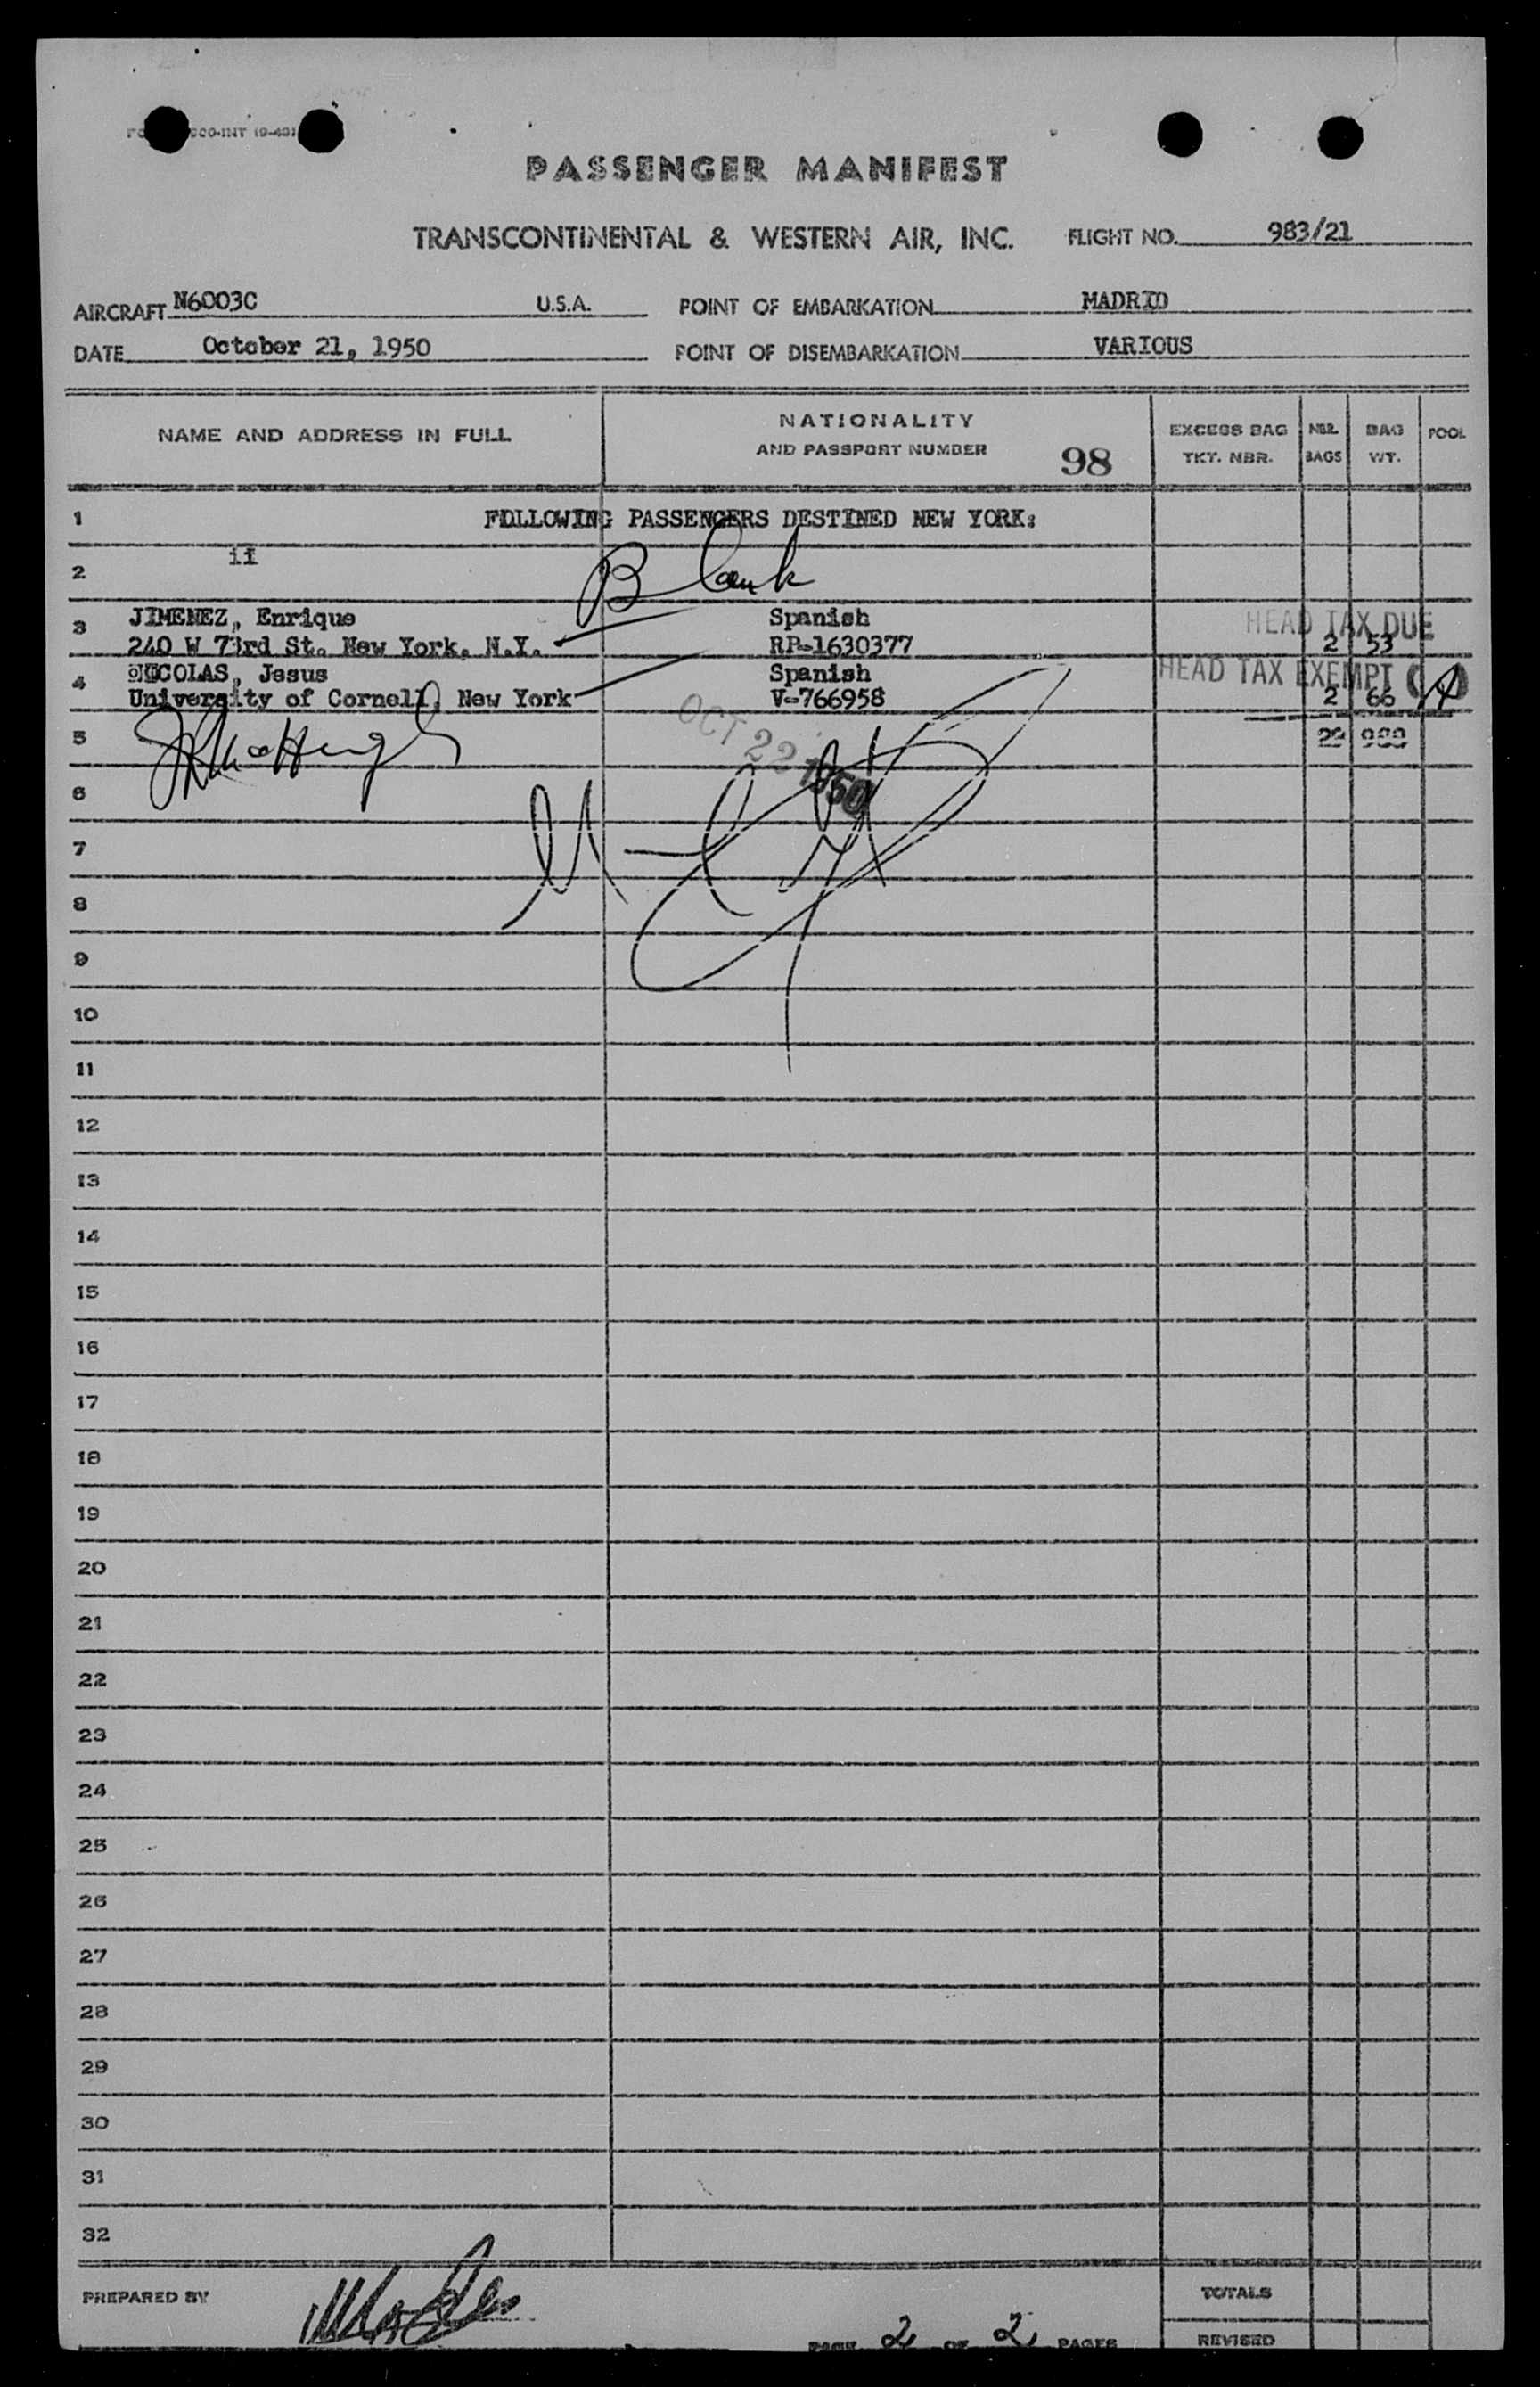 PASSENGER MANIFEST
TRANSCONTINENTAL & WESTERN AIR, INC. FLIGHT NO. 983/21
AIRCRAFT N6003C U.S.A. POINT OF EMBARKATION MADRID
DATE October 21, 1950 POINT OF DISEMBARKATION VARIOUS
NAME AND ADDRESS IN FULL NATIONALITY AND PASSPORT NUMBER 98 EXCESS BAG TKT. NBR. NBR. BAGS BAG WT. POOL
1 FOLLOWING PASSENGERS DESTINED NEW YORK:
2 ii Blank
3 JIMENEZ, Enrique Spanish HEAD TAX DUE
240 W 73rd St. New York, N.Y. RP-1630377 2 53
4 NICOLAS, Jesus Spanish HEAD TAX EXEMPT
University of Cornell, New York V-766958 2 66
OCT 22 1950
5
6
7
8
9
10
11
12
13
14
15
16
17
18
19
20
21
22
23
24
25
26
27
28
29
30
31
32
PREPARED BY TOTALS
PAGE 2 OF 2 PAGES REVISED